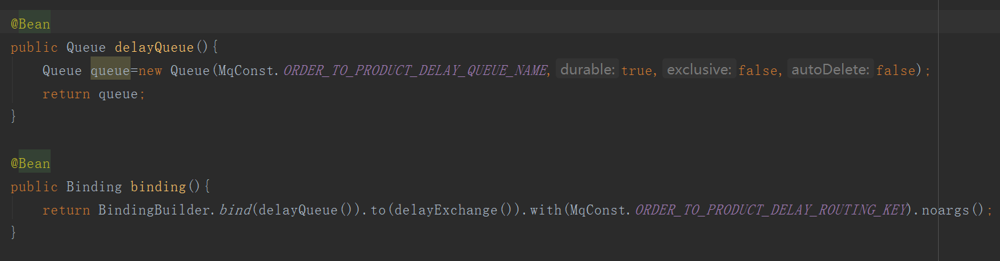 @Bean
public Queue delayQueue(){
Queue queue=new Queue(MqConst.ORDER_TO_PRODUCT_DELAY_QUEUE_NAME, durable: true, exclusive: false, autoDelete: false);
return queue;
}
@Bean
public Binding binding(){
return BindingBuilder.bind(delayQueue()).to(delayExchange()).with(MqConst.ORDER_TO_PRODUCT_DELAY_ROUTING_KEY).noargs();
}